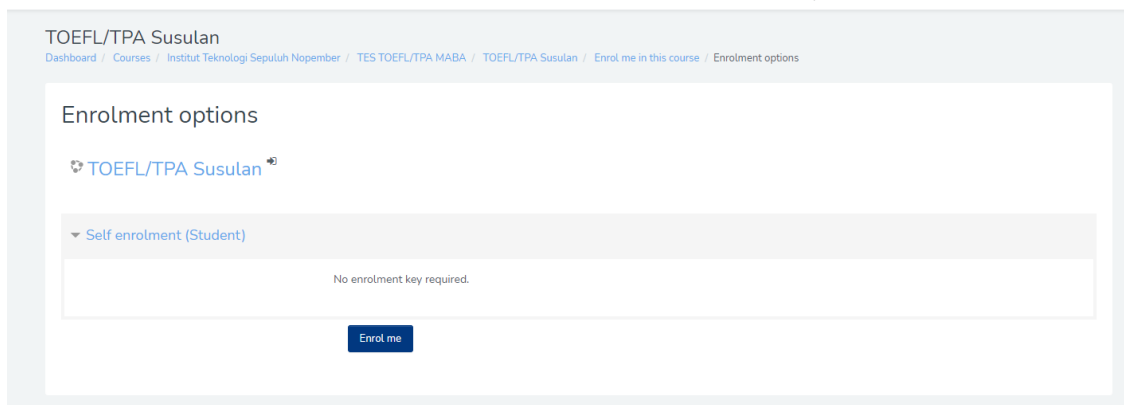 TOEFL/TPA Susulan
Dashboard / Courses / Institut Teknologi Sepuluh Nopember / TES TOEFL/TPA MABA / TOEFL/TPA Susulan / Enrol me in this course / Enrolment options
Enrolment options
TOEFL/TPA Susulan
Self enrolment (Student)
No enrolment key required.
Enrol me